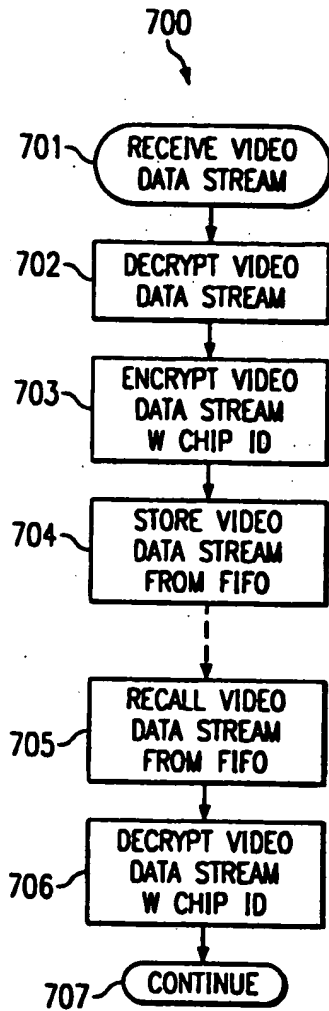 700
701
RECEIVE VIDEO
DATA STREAM
702
DECRYPT VIDEO
DATA STREAM
703
ENCRYPT VIDEO
DATA STREAM
W CHIP ID
704
STORE VIDEO
DATA STREAM
FROM FIFO
705
RECALL VIDEO
DATA STREAM
FROM FIFO
706
DECRYPT VIDEO
DATA STREAM
W CHIP ID
707
CONTINUE